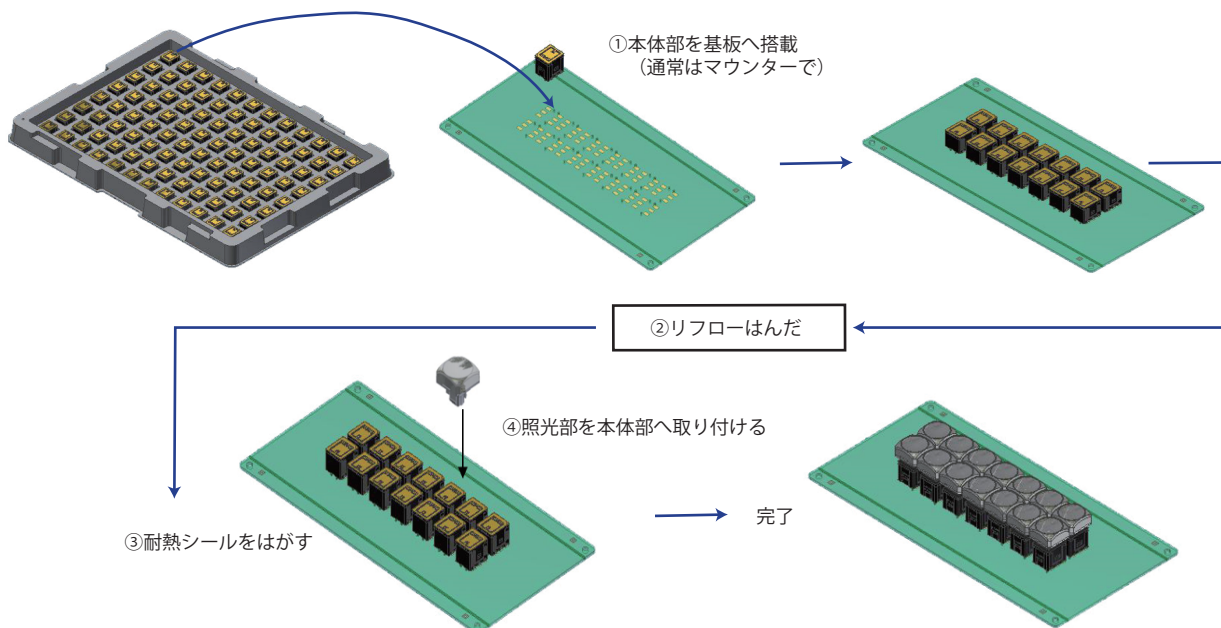 ①本体部を基板へ搭載
（通常はマウンターで）
②リフローはんだ
④照光部を本体部へ取り付ける
③耐熱シールをはがす
完了